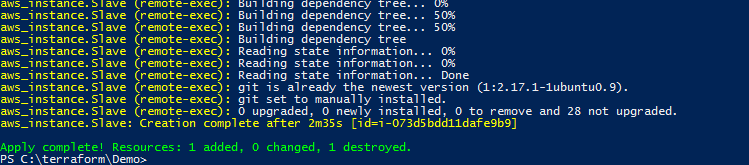 aws_instance.Slave (remote-exec): Building dependency tree... 0%
aws_instance.Slave (remote-exec): Building dependency tree... 50%
aws_instance.Slave (remote-exec): Building dependency tree... 50%
aws_instance.Slave (remote-exec): Building dependency tree
aws_instance.Slave (remote-exec): Reading state information... 0%
aws_instance.Slave (remote-exec): Reading state information... 0%
aws_instance.Slave (remote-exec): Reading state information... Done
aws_instance.Slave (remote-exec): git is already the newest version (1:2.17.1-1ubuntu0.9).
aws_instance.Slave (remote-exec): git set to manually installed.
aws_instance.Slave (remote-exec): 0 upgraded, 0 newly installed, 0 to remove and 28 not upgraded.
aws_instance.Slave: Creation complete after 2m35s [id=i-073d5bdd11dafe9b9]
Apply complete! Resources: 1 added, 0 changed, 1 destroyed.
PS C:\terraform\Demo>